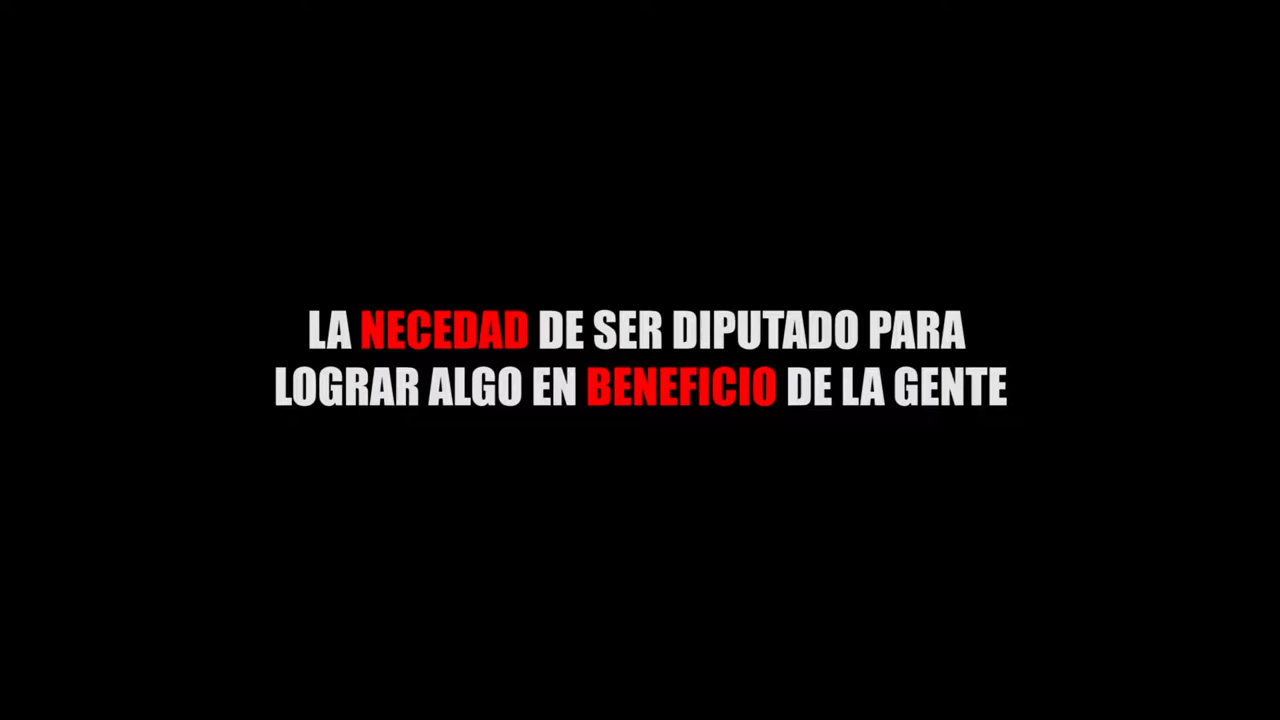 LA NECEDAD DE SER DIPUTADO PARA
LOGRAR ALGO EN BENEFICIO DE LA GENTE